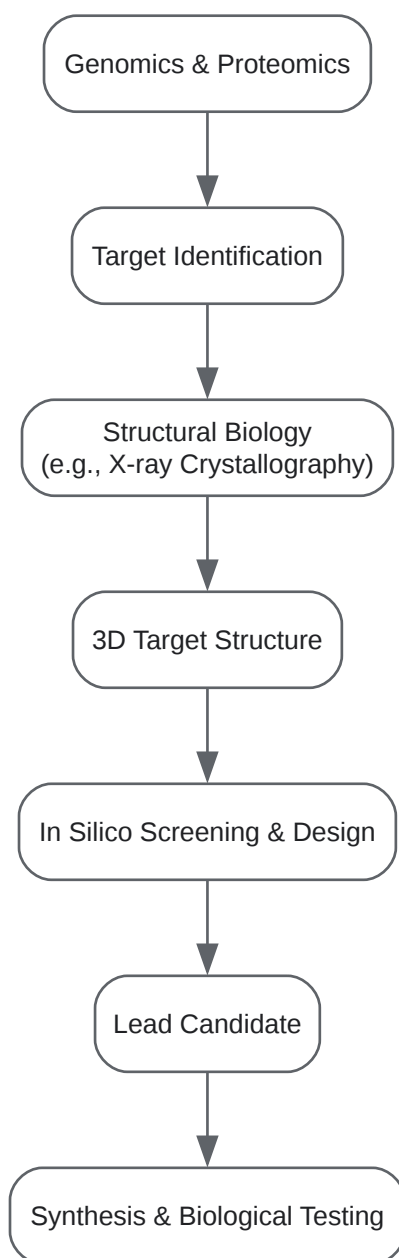 Genomics & Proteomics
Target Identification
Structural Biology
(e.g., X-ray Crystallography)
3D Target Structure
In Silico Screening & Design
Lead Candidate
Synthesis & Biological Testing